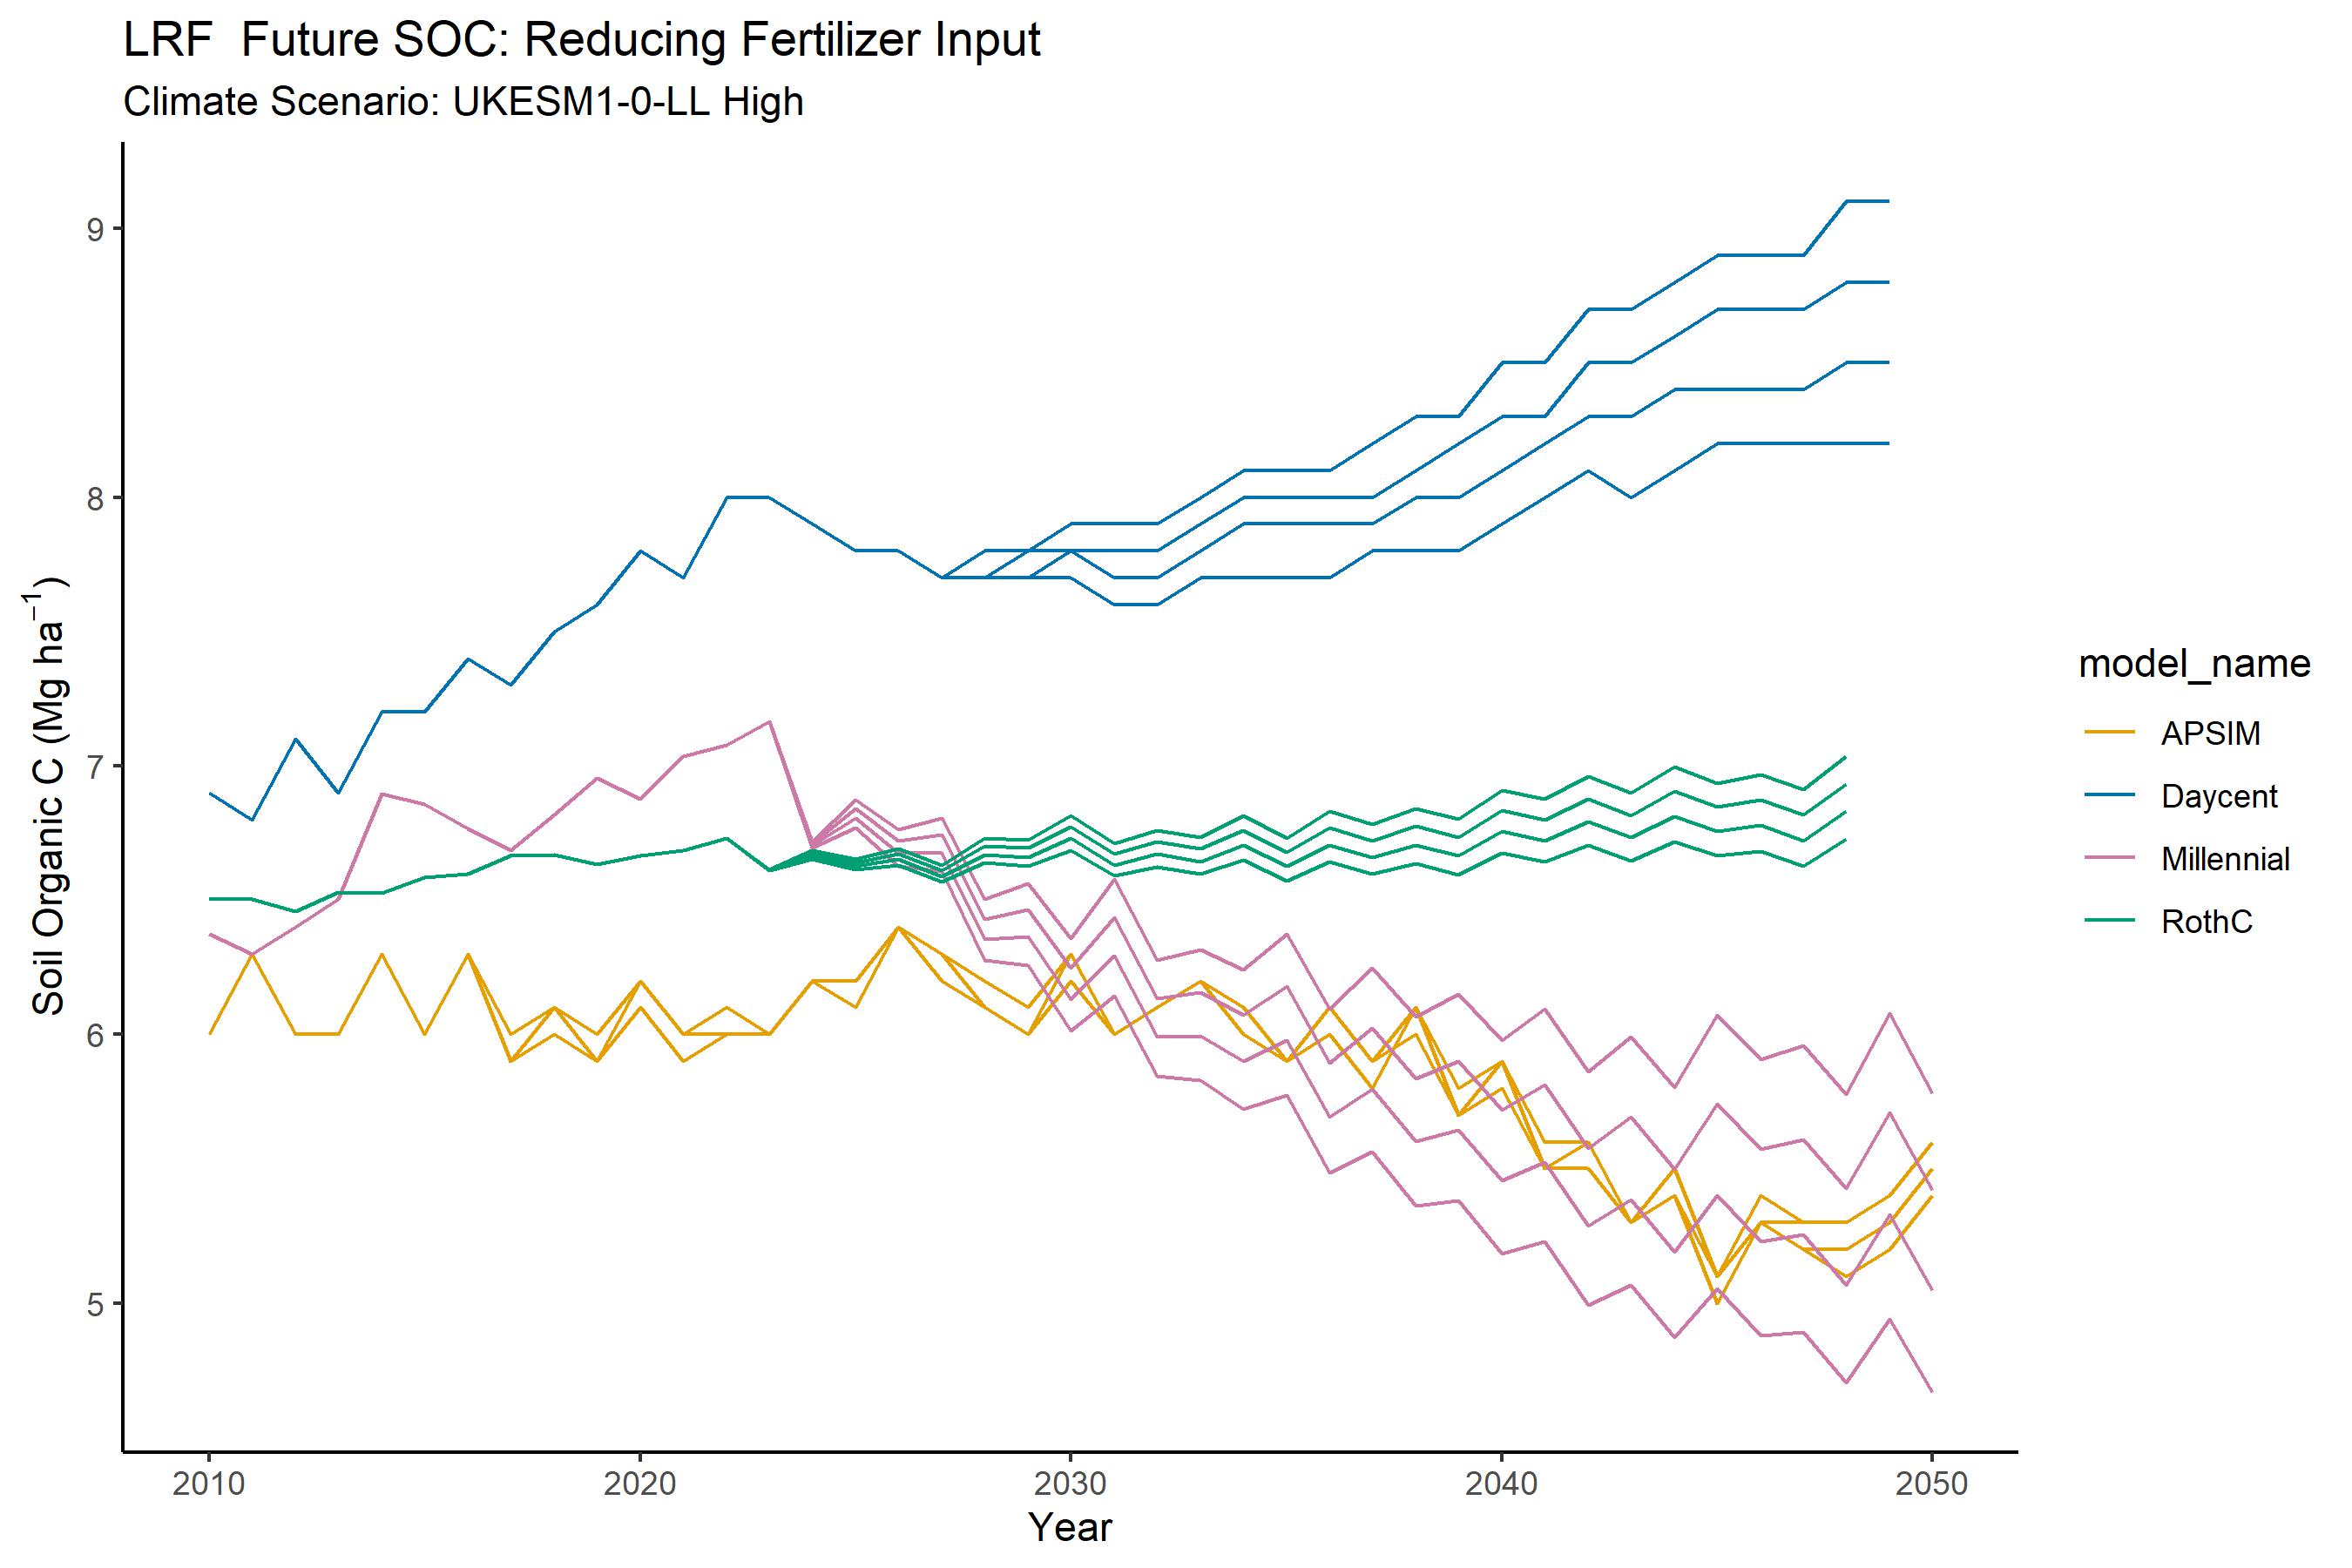 LRF  Future SOC: Reducing Fertilizer Input
Climate Scenario: UKESM1-0-LL High
Soil Organic C (Mg ha⁻¹)
9
8
7
6
5
2010 2020 2030 2040 2050
Year
model_name
APSIM
Daycent
Millennial
RothC